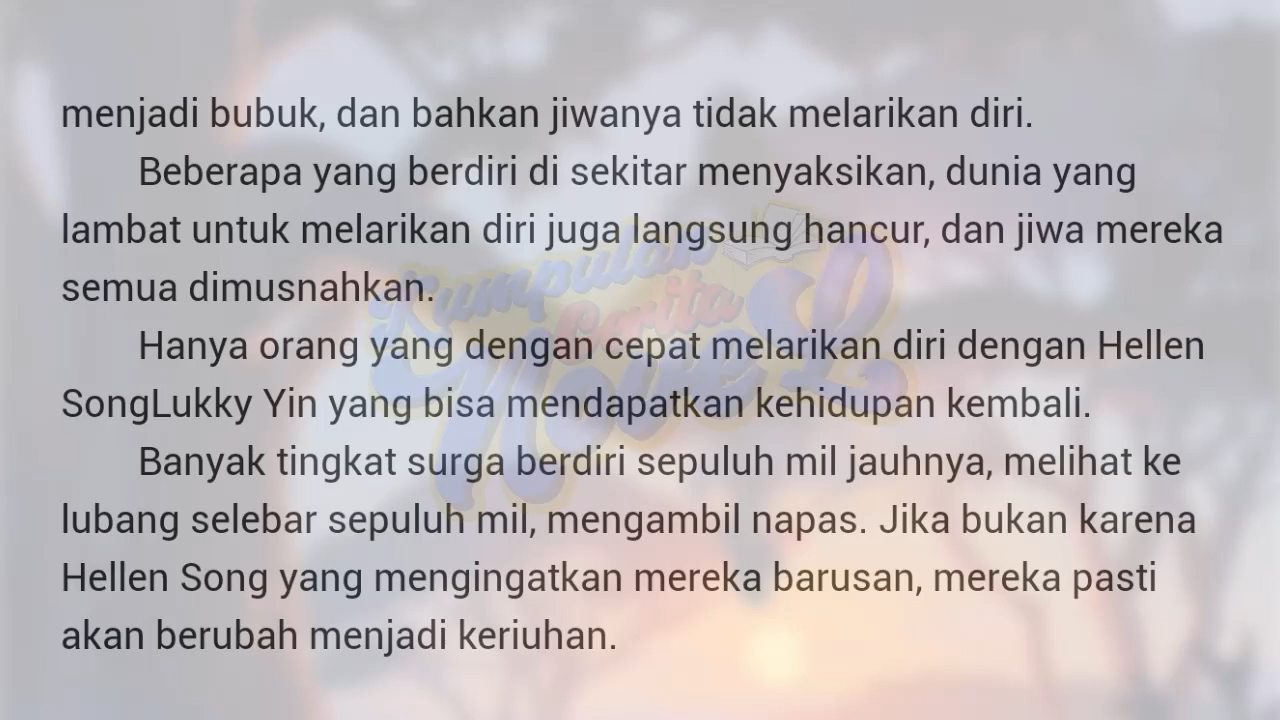 menjadi bubuk, dan bahkan jiwanya tidak melarikan diri.
Beberapa yang berdiri di sekitar menyaksikan, dunia yang
lambat untuk melarikan diri juga langsung hancur, dan jiwa mereka
semua dimusnahkan.
Hanya orang yang dengan cepat melarikan diri dengan Hellen
SongLukky Yin yang bisa mendapatkan kehidupan kembali.
Banyak tingkat surga berdiri sepuluh mil jauhnya, melihat ke
lubang selebar sepuluh mil, mengambil napas. Jika bukan karena
Hellen Song yang mengingatkan mereka barusan, mereka pasti
akan berubah menjadi keriuhan.
Kumpulan
Cerita
Novel